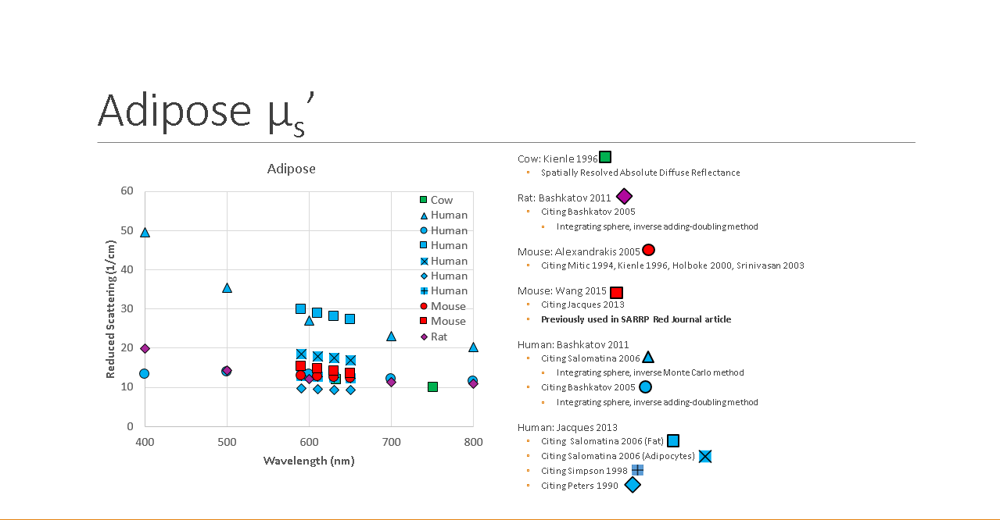 Adipose μs’
Adipose
60
50
40
30
20
10
0
400 500 600 700 800
Reduced Scattering (1/cm)
Wavelength (nm)
Cow
Human
Human
Human
Human
Human
Human
Mouse
Mouse
Rat
Cow: Kienle 1996
Spatially Resolved Absolute Diffuse Reflectance
Rat: Bashkatov 2011
Citing Bashkatov 2005
Integrating sphere, inverse adding-doubling method
Mouse: Alexandrakis 2005
Citing Mitic 1994, Kienle 1996, Holboke 2000, Srinivasan 2003
Mouse: Wang 2015
Citing Jacques 2013
Previously used in SARRP Red Journal article
Human: Bashkatov 2011
Citing Salomatina 2006
Integrating sphere, inverse Monte Carlo method
Citing Bashkatov 2005
Integrating sphere, inverse adding-doubling method
Human: Jacques 2013
Citing Salomatina 2006 (Fat)
Citing Salomatina 2006 (Adipocytes)
Citing Simpson 1998
Citing Peters 1990